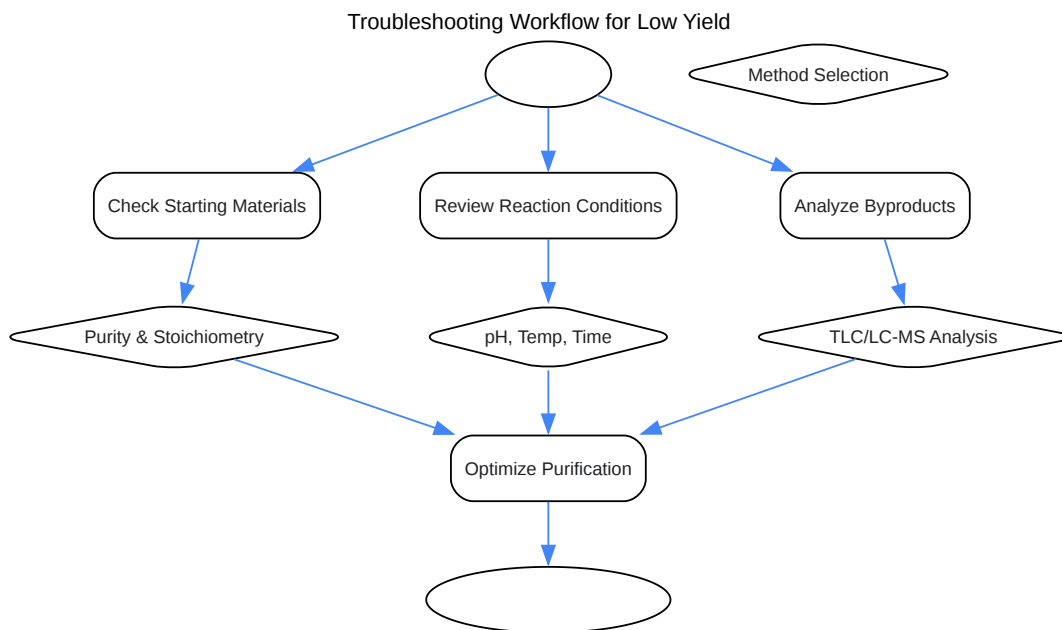 Troubleshooting Workflow for Low Yield
Method Selection
Check Starting Materials
Review Reaction Conditions
Analyze Byproducts
Purity & Stoichiometry
pH, Temp, Time
TLC/LC-MS Analysis
Optimize Purification